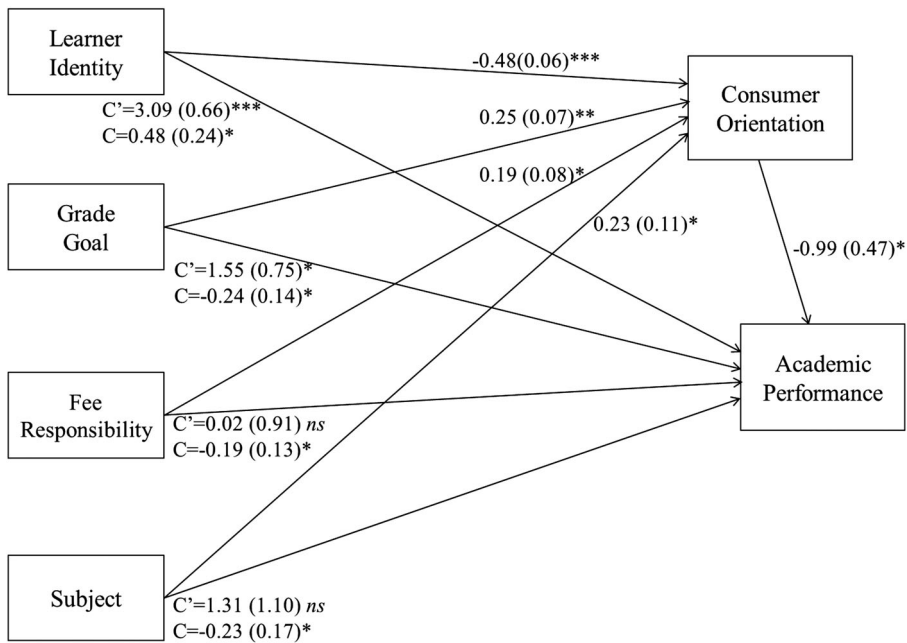 Learner
Identity
-0.48(0.06)***
Consumer
Orientation
C’=3.09 (0.66)***
C=0.48 (0.24)*
0.25 (0.07)**
0.19 (0.08)*
Grade
Goal
0.23 (0.11)*
-0.99 (0.47)*
C’=1.55 (0.75)*
C=-0.24 (0.14)*
Academic
Performance
Fee
Responsibility
C’=0.02 (0.91) ns
C=-0.19 (0.13)*
Subject
C’=1.31 (1.10) ns
C=-0.23 (0.17)*